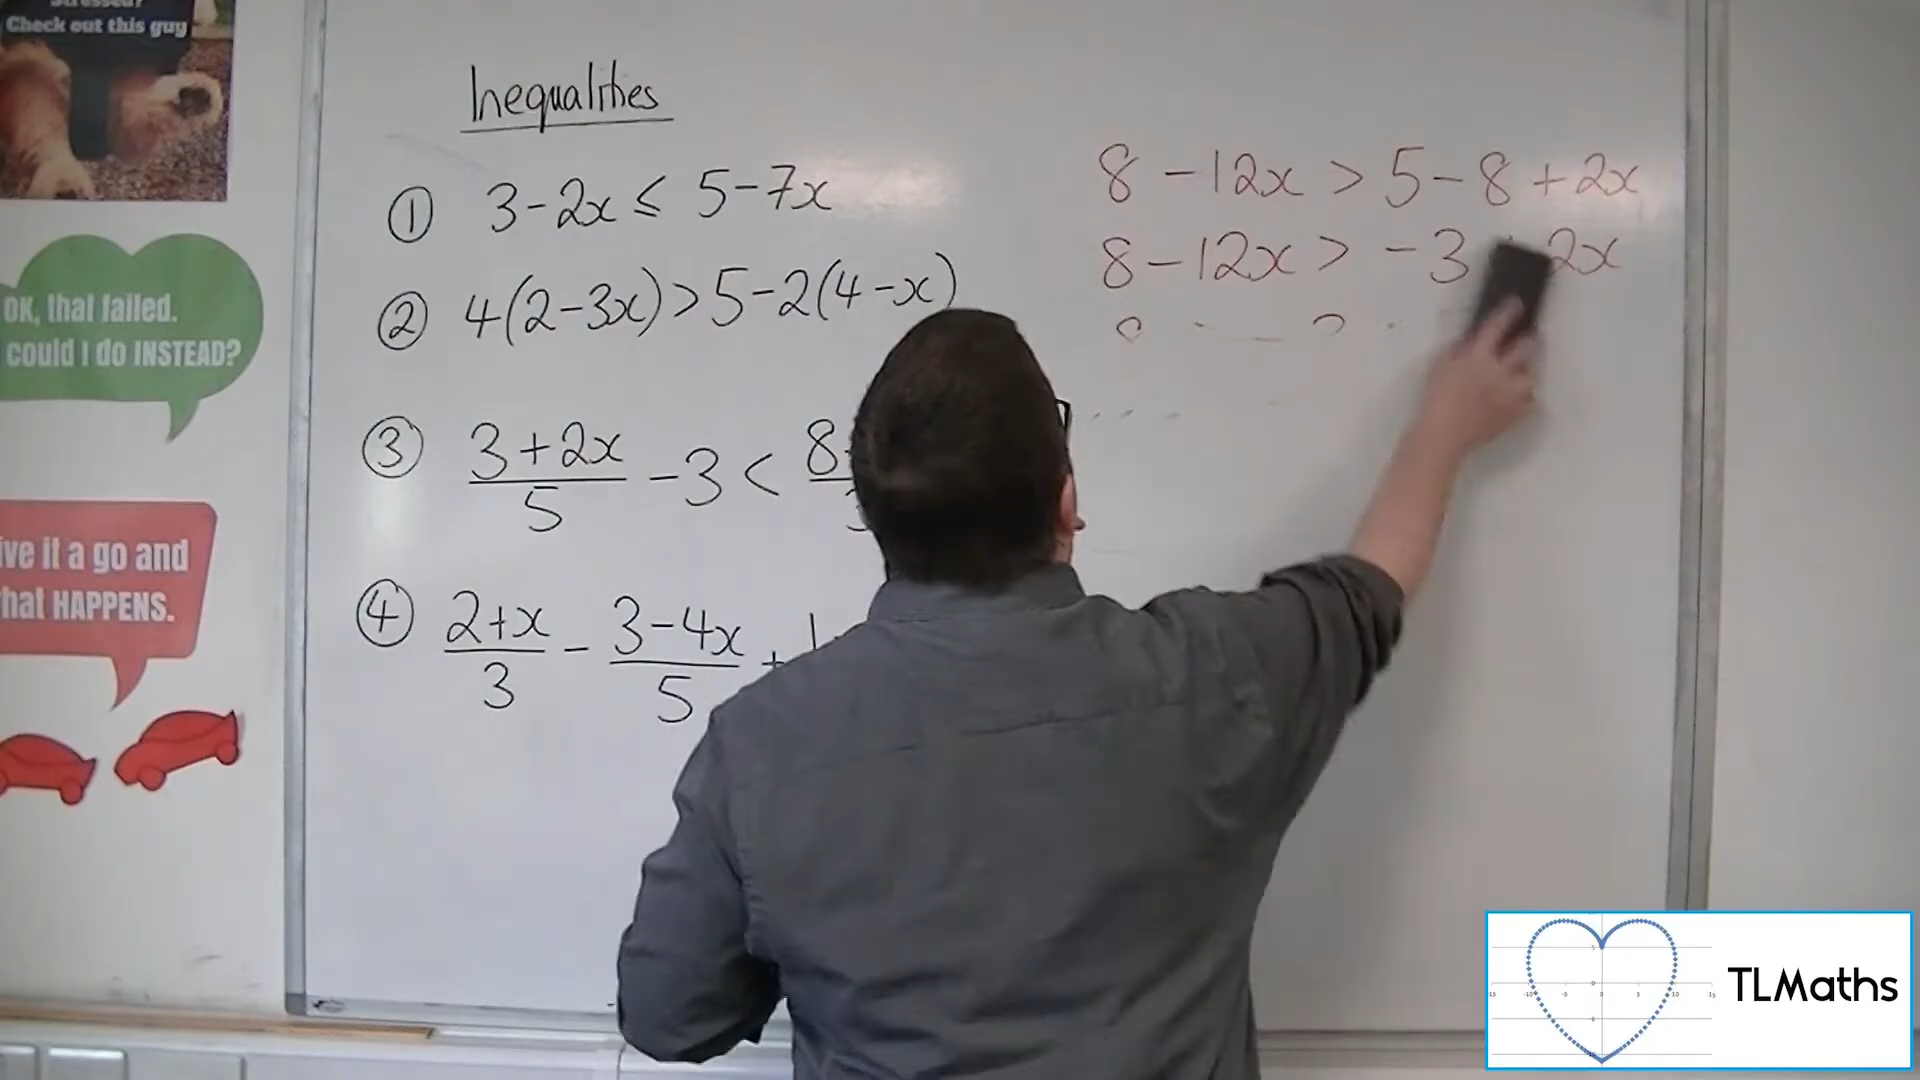 Check out this guy
Inequalities
① 3-2x ≤ 5-7x
② 4(2-3x)>5-2(4-x)
③ (3+2x)/5 -3 < 8
④ (2+x)/3 - (3-4x)/5 +
8-12x > 5-8+2x
8-12x > -3 2x
OK, that failed.
could I do INSTEAD?
ive it a go and
hat HAPPENS.
TLMaths